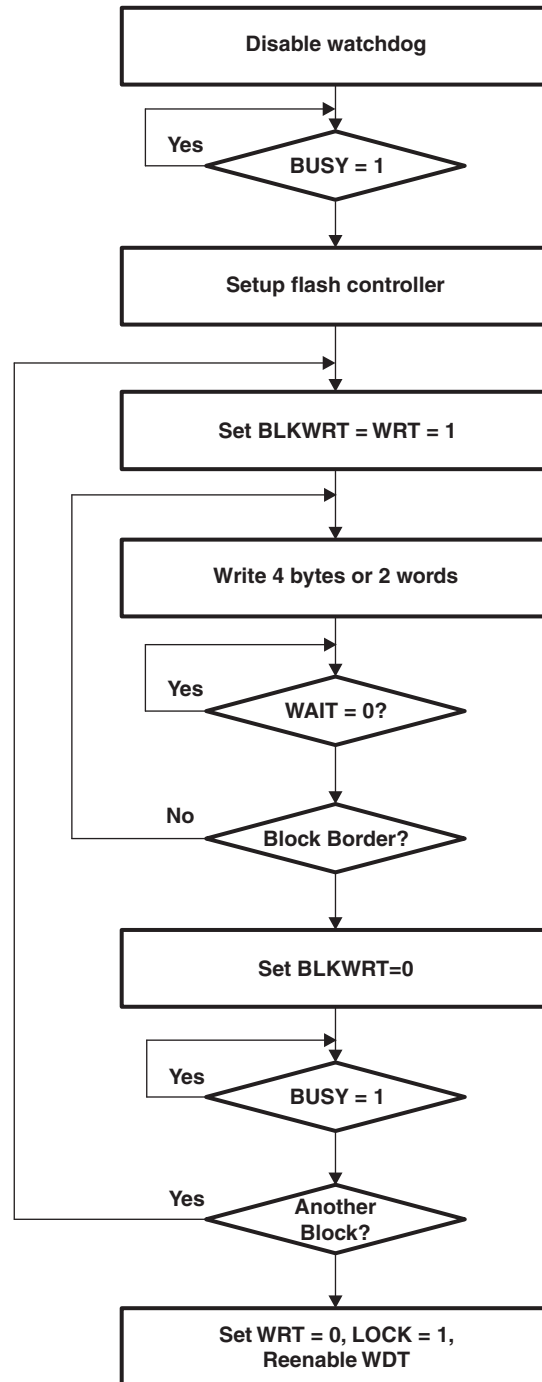 Disable watchdog
Yes
BUSY = 1
Setup flash controller
Set BLKWRT = WRT = 1
Write 4 bytes or 2 words
Yes
WAIT = 0?
No
Block Border?
Set BLKWRT=0
Yes
BUSY = 1
Yes
Another
Block?
Set WRT = 0, LOCK = 1,
Reenable WDT